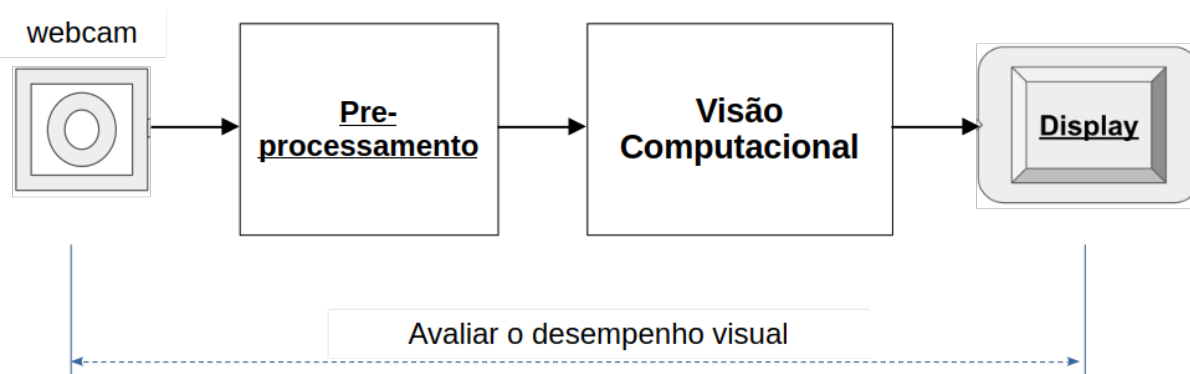 webcam
Pre-
processamento
Visão
Computacional
Display
Avaliar o desempenho visual